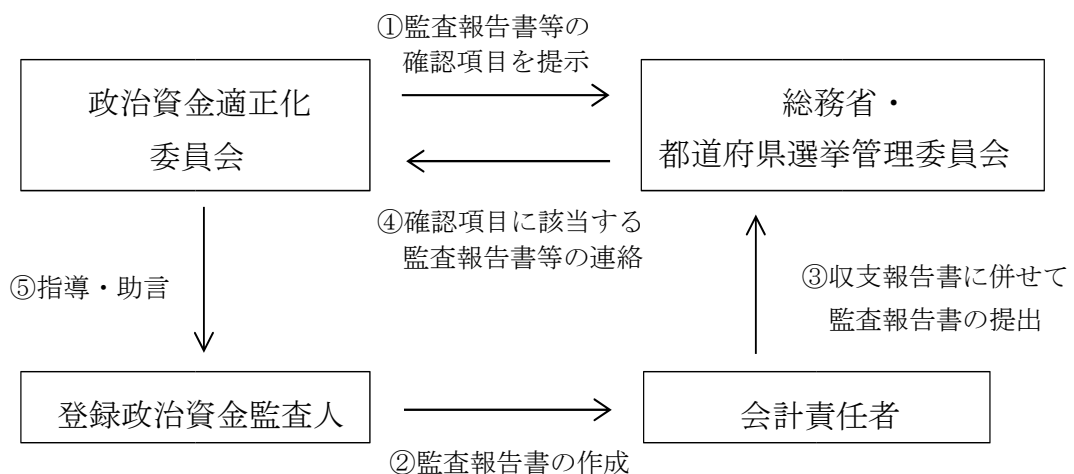 ①監査報告書等の
確認項目を提示
政治資金適正化
委員会
総務省・
都道府県選挙管理委員会
④確認項目に該当する
監査報告書等の連絡
⑤指導・助言
③収支報告書に併せて
監査報告書の提出
登録政治資金監査人
会計責任者
②監査報告書の作成